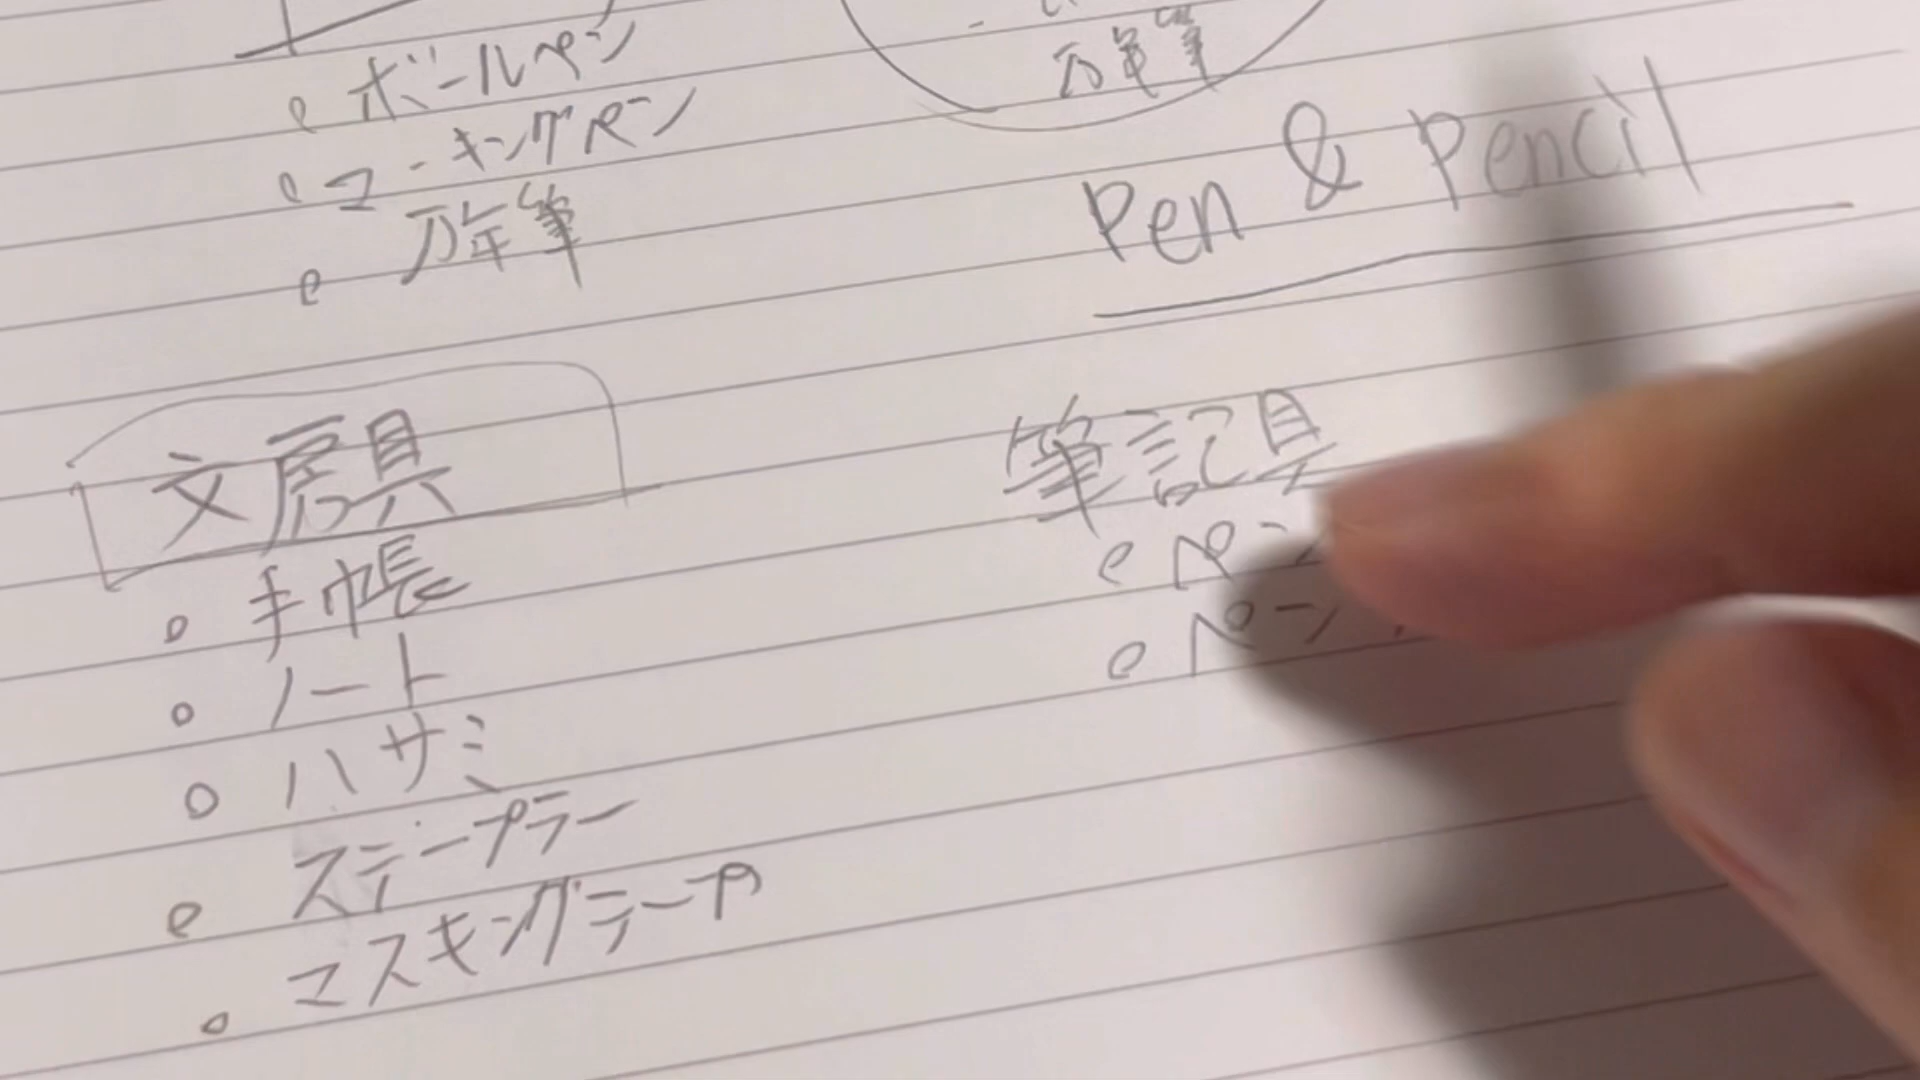 ボールペン
マーキングペン
万年筆
万年筆
Pen & Pencil
文房具
手帳
ノート
ハサミ
ステープラー
マスキングテープ
筆記具